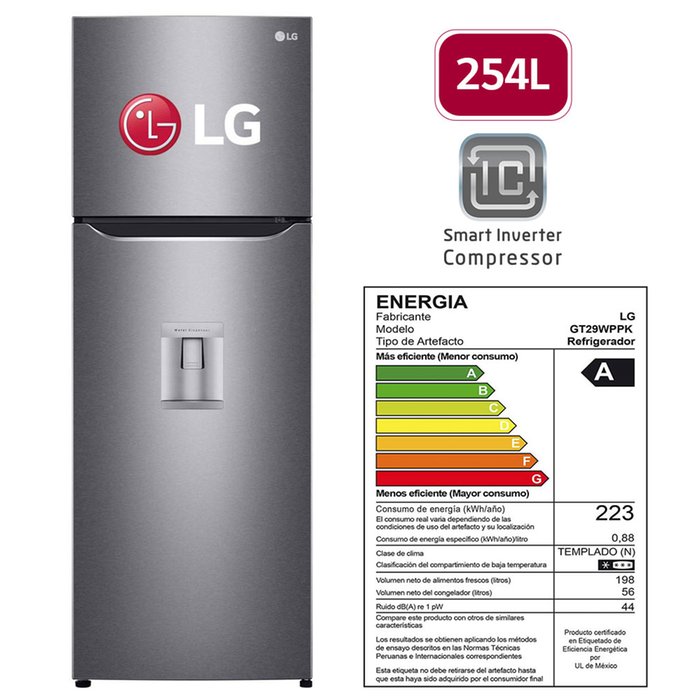 LG
LG
Water Dispenser
254L
Smart Inverter
Compressor
ENERGIA
Fabricante LG
Modelo GT29WPPK
Tipo de Artefacto Refrigerador
Más eficiente (Menor consumo)
A
B
C
D
E
F
G
A
Menos eficiente (Mayor consumo)
Consumo de energía (kWh/año) 223
El consumo real varia dependiendo de las
condiciones de uso del artefacto y su localización
Consumo de energía específico (kWh/año)/litro 0,88
Clase de clima TEMPLADO (N)
Clasificación del compartimiento de baja temperatura
Volumen neto de alimentos frescos (litros) 198
Volumen neto del congelador (litros) 56
Ruido dB(A) re 1 pW 44
Compare este producto con otros de similares
características
Los resultados se obtienen aplicando los métodos
de ensayo descritos en las Normas Técnicas
Peruanas e Internacionales correspondientes
Esta etiqueta no debe retirarse del artefacto hasta
que esta haya sido adquirido por el consumidor final
Producto certificado
en Etiquetado de
Eficiencia Energética
por
UL de México